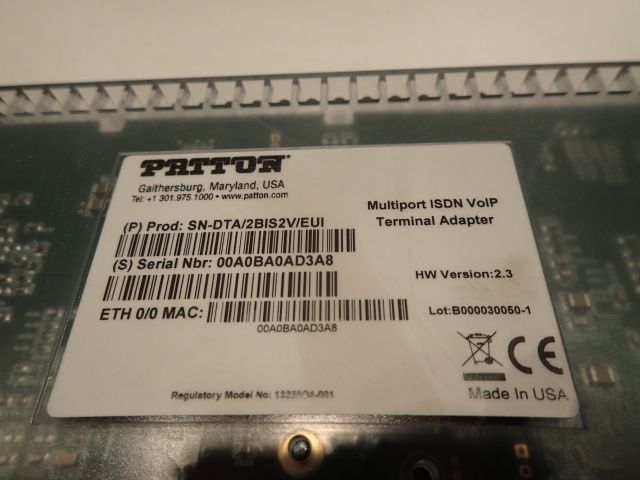 PATTON
Gaithersburg, Maryland, USA
Tel: +1 301.975.1000 • www.patton.com
Multiport ISDN VoIP
Terminal Adapter
(P) Prod: SN-DTA/2BIS2V/EUI
(S) Serial Nbr: 00A0BA0AD3A8
HW Version:2.3
ETH 0/0 MAC:
00A0BA0AD3A8
Lot:B000030050-1
CE
Made In USA
Regulatory Model No: